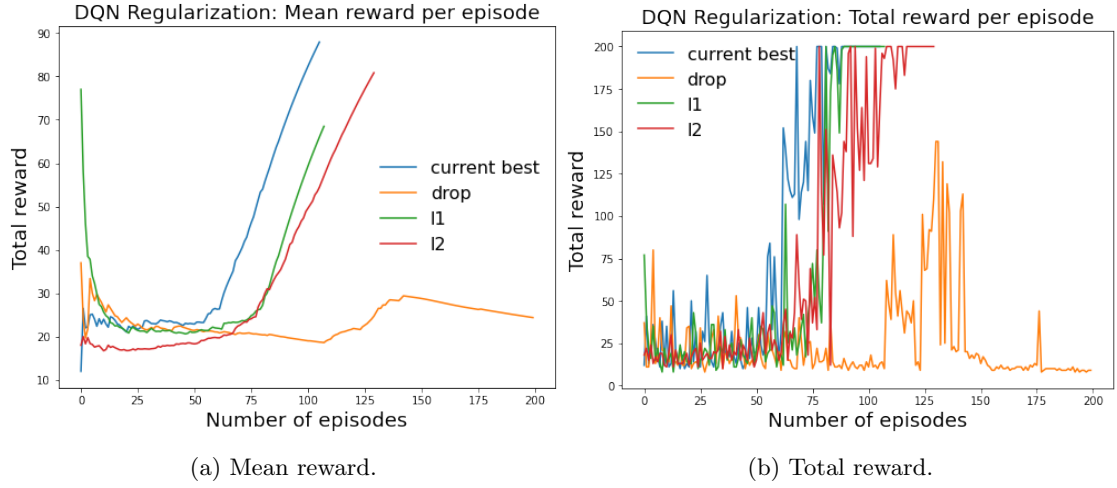 DQN Regularization: Mean reward per episode
90
80
70
60
50
40
30
20
10
Total reward
current best
drop
l1
l2
0
25
50
75
100
125
150
175
200
Number of episodes
(a) Mean reward.
DQN Regularization: Total reward per episode
200
175
150
125
100
75
50
25
0
Total reward
current best
drop
l1
l2
0
25
50
75
100
125
150
175
200
Number of episodes
(b) Total reward.